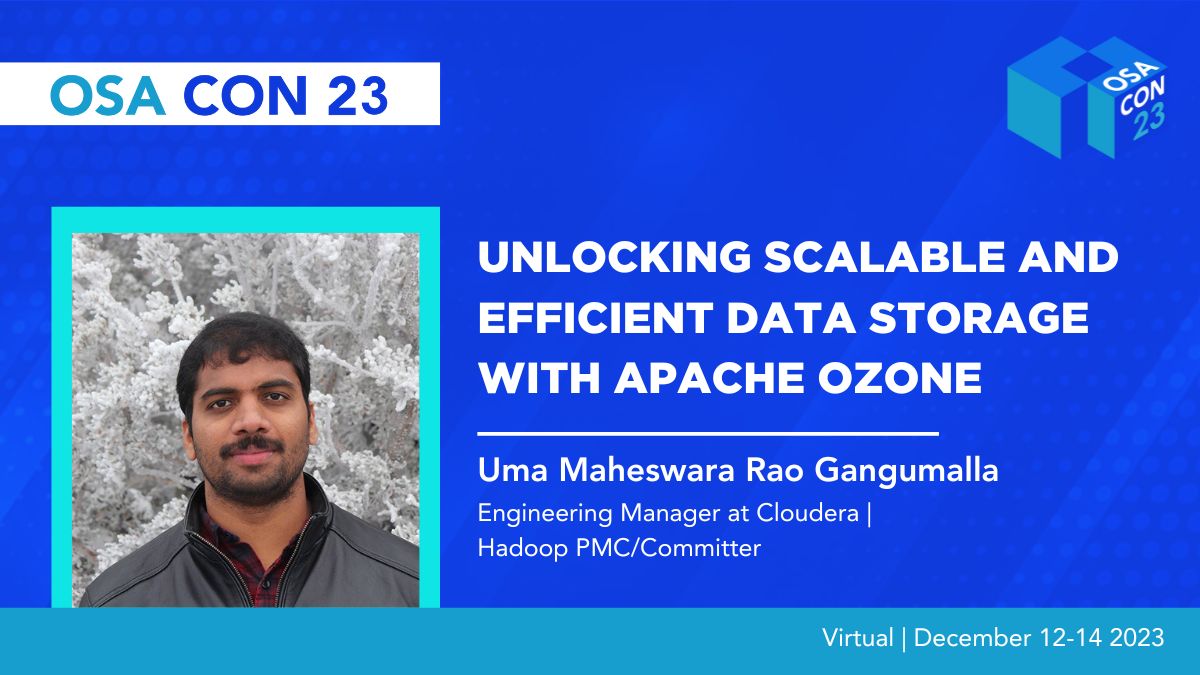 OSA CON 23
OSA
CON
23
UNLOCKING SCALABLE AND
EFFICIENT DATA STORAGE
WITH APACHE OZONE
Uma Maheswara Rao Gangumalla
Engineering Manager at Cloudera |
Hadoop PMC/Committer
Virtual | December 12-14 2023